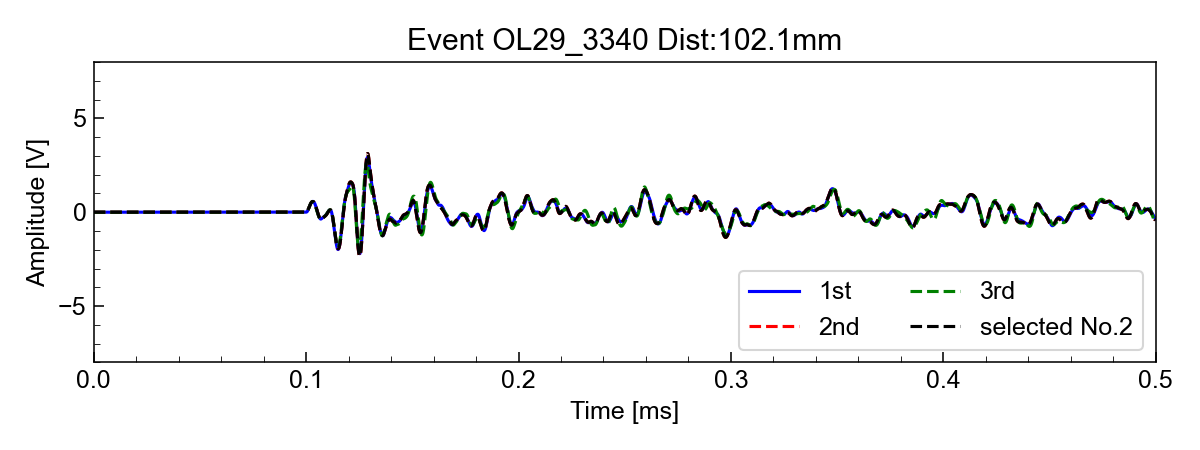 Event OL29_3340 Dist:102.1mm
Amplitude [V]
5
0
−5
1st
2nd
3rd
selected No.2
0.0 0.1 0.2 0.3 0.4 0.5
Time [ms]